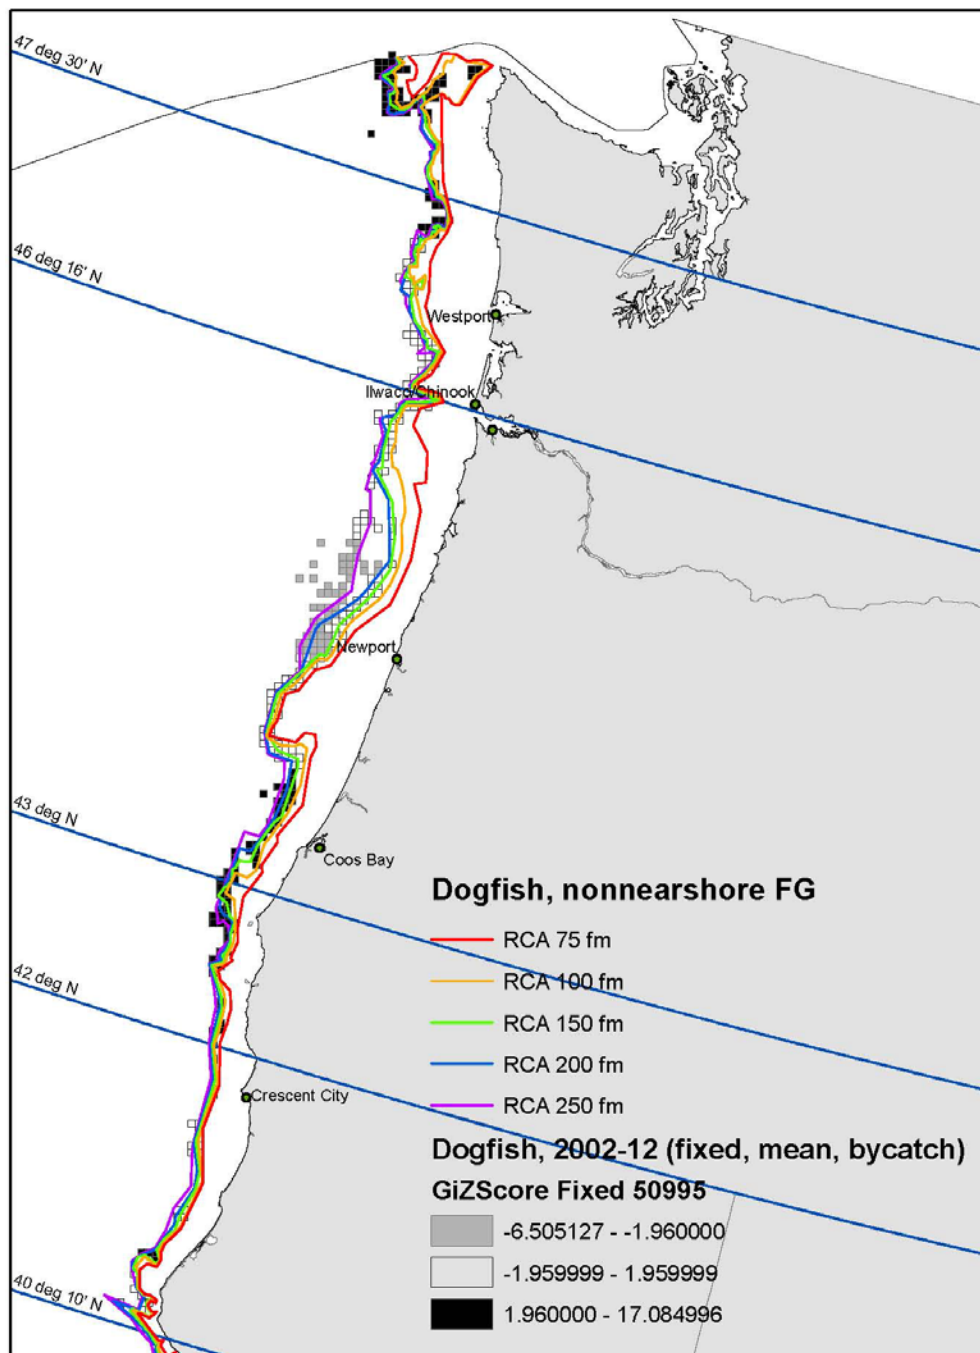 47 deg 30' N
46 deg 16' N
Westport
Ilwaco/Chinook
Newport
43 deg N
Coos Bay
Dogfish, nonnearshore FG
RCA 75 fm
RCA 100 fm
42 deg N
RCA 150 fm
RCA 200 fm
Crescent City
RCA 250 fm
Dogfish, 2002-12 (fixed, mean, bycatch)
GiZScore Fixed 50995
-6.505127 - -1.960000
-1.959999 - 1.959999
40 deg 10' N
1.960000 - 17.084996